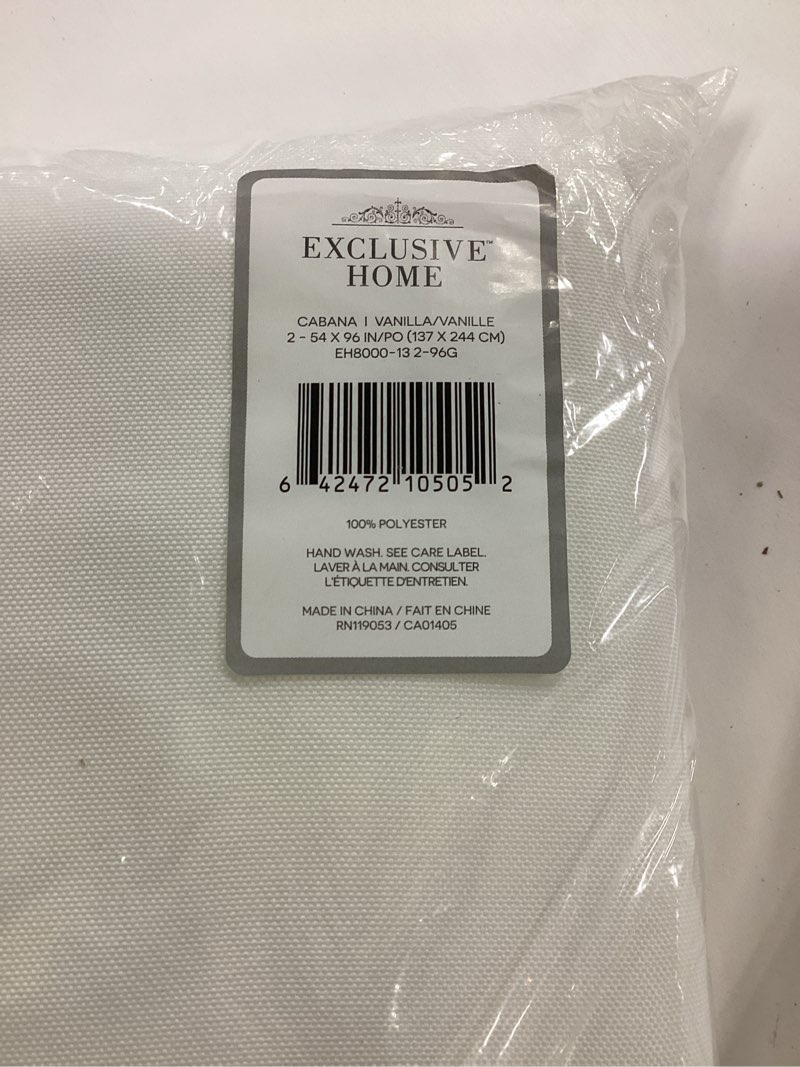 EXCLUSIVE™
HOME
CABANA | VANILLA/VANILLE
2 - 54 X 96 IN/PO (137 X 244 CM)
EH8000-13 2-96G
6 42472 10505 2
100% POLYESTER
HAND WASH. SEE CARE LABEL.
LAVER À LA MAIN. CONSULTER
L'ÉTIQUETTE D'ENTRETIEN.
MADE IN CHINA / FAIT EN CHINE
RN119053 / CA01405